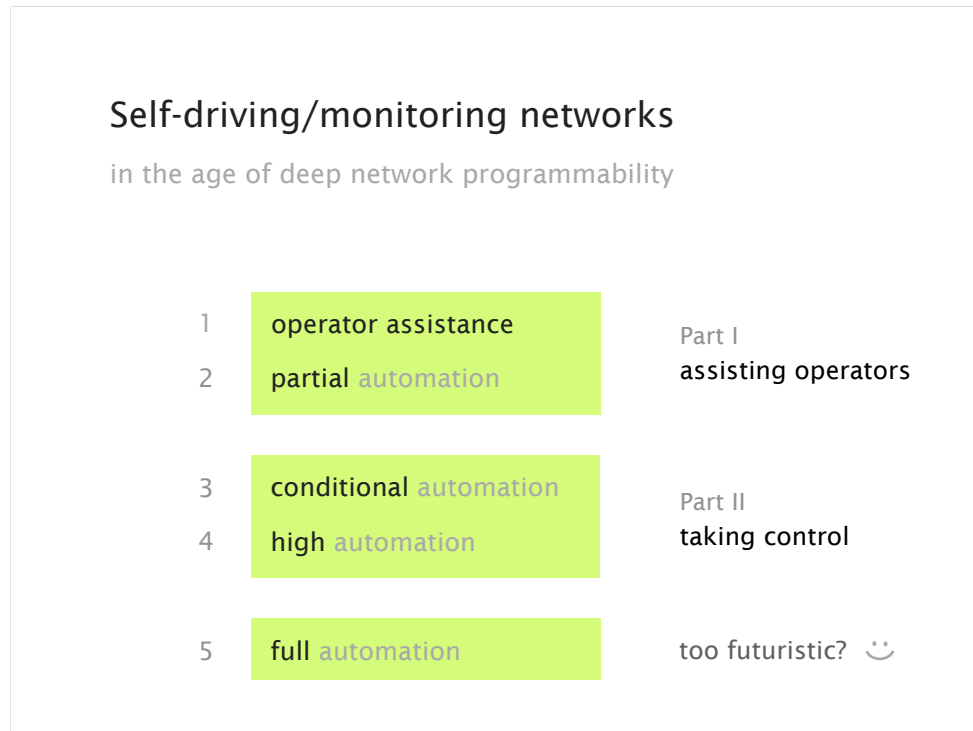 Self-driving/monitoring networks
in the age of deep network programmability
1 operator assistance
2 partial automation
Part I
assisting operators
3 conditional automation
4 high automation
Part II
taking control
5 full automation
too futuristic?